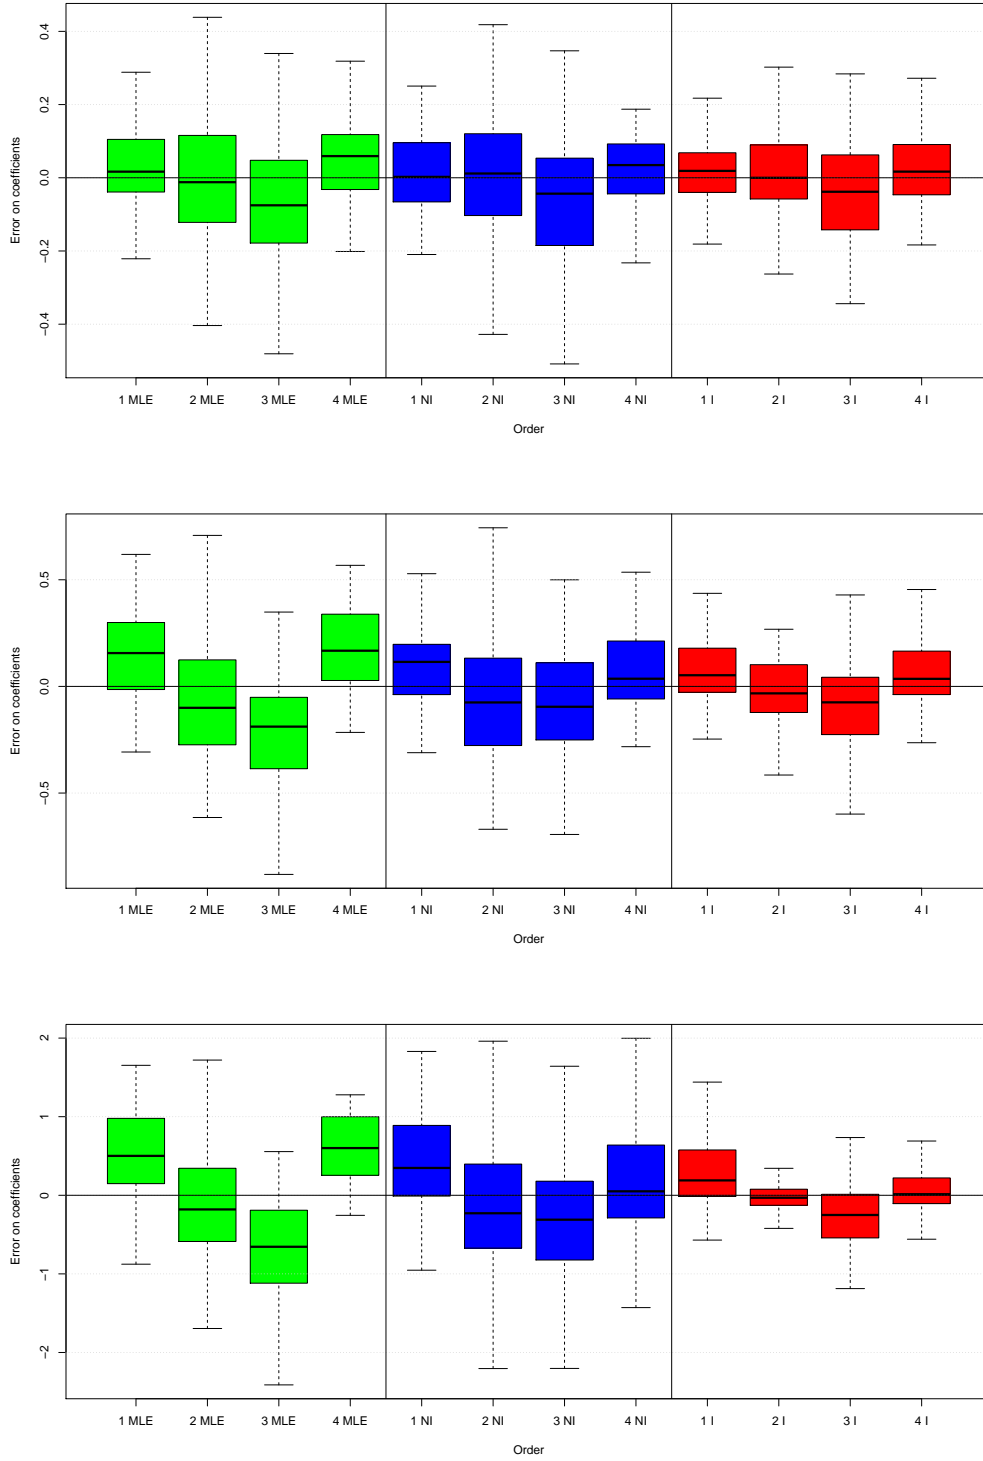 Error on coefficients
0.4
0.2
0.0
−0.2
−0.4
1 MLE 2 MLE 3 MLE 4 MLE 1 NI 2 NI 3 NI 4 NI 1 I 2 I 3 I 4 I
Order
Error on coefficients
0.5
0.0
−0.5
1 MLE 2 MLE 3 MLE 4 MLE 1 NI 2 NI 3 NI 4 NI 1 I 2 I 3 I 4 I
Order
Error on coefficients
2
1
0
−1
−2
1 MLE 2 MLE 3 MLE 4 MLE 1 NI 2 NI 3 NI 4 NI 1 I 2 I 3 I 4 I
Order